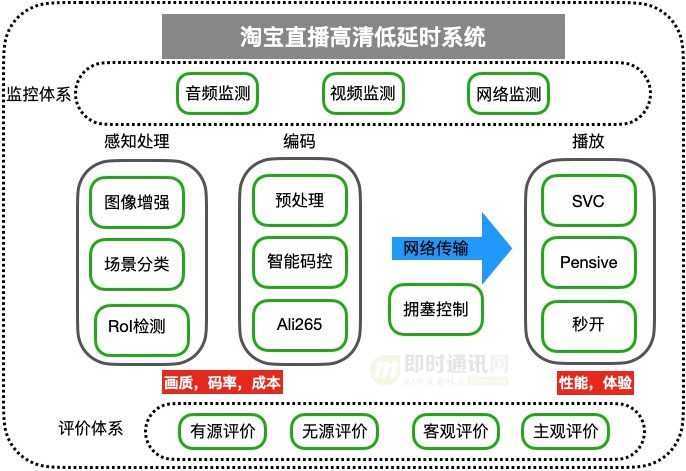 淘宝直播高清低延时系统
监控体系
音频监测
视频监测
网络监测
感知处理
图像增强
场景分类
RoI检测
编码
预处理
智能码控
Ali265
网络传输
拥塞控制
播放
SVC
Pensive
秒开
即时通讯网
画质，码率，成本
性能，体验
评价体系
有源评价
无源评价
客观评价
主观评价